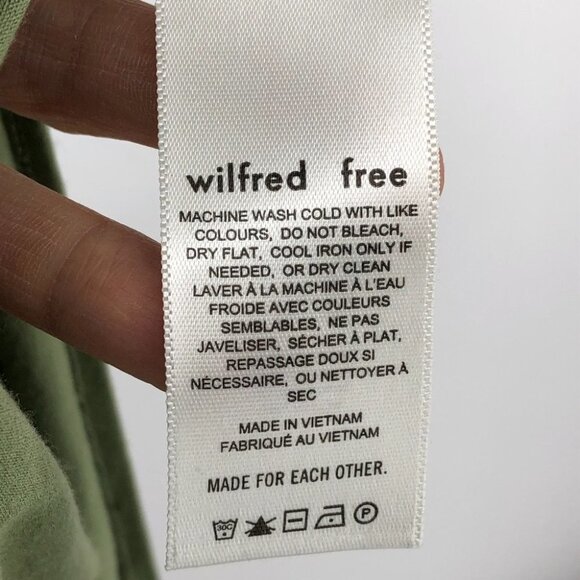 wilfred free
MACHINE WASH COLD WITH LIKE
COLOURS, DO NOT BLEACH,
DRY FLAT, COOL IRON ONLY IF
NEEDED, OR DRY CLEAN
LAVER À LA MACHINE À L'EAU
FROIDE AVEC COULEURS
SEMBLABLES, NE PAS
JAVELISER, SÉCHER À PLAT,
REPASSAGE DOUX SI
NÉCESSAIRE, OU NETTOYER À
SEC
MADE IN VIETNAM
FABRIQUÉ AU VIETNAM
MADE FOR EACH OTHER.
30C P